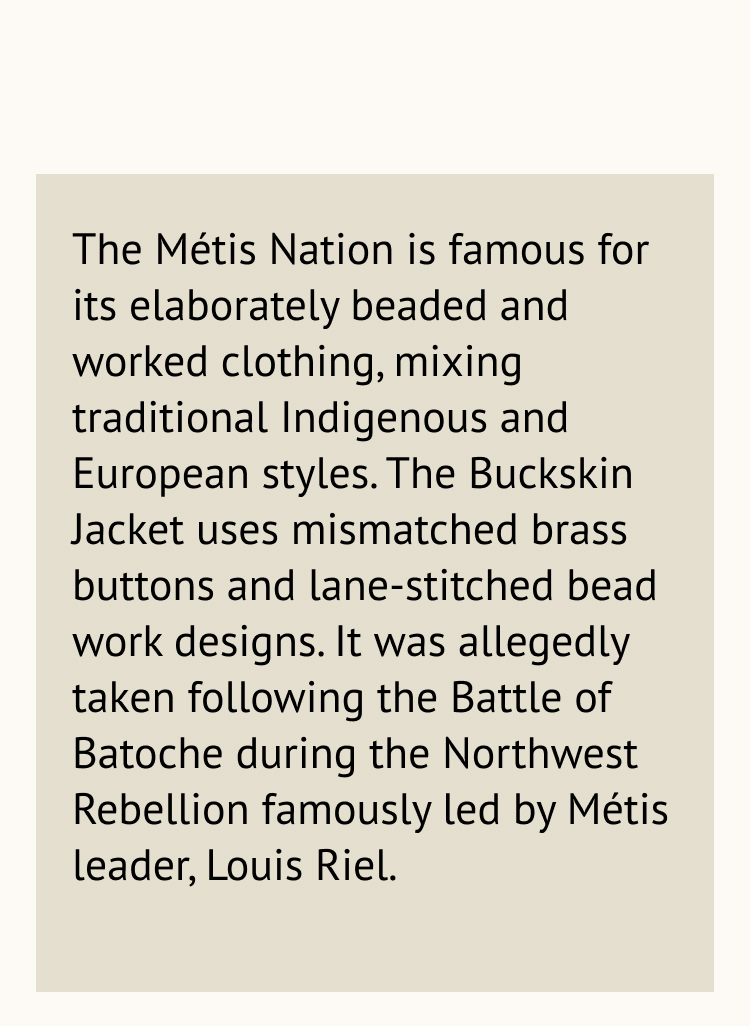 The Métis Nation is famous for
its elaborately beaded and
worked clothing, mixing
traditional Indigenous and
European styles. The Buckskin
Jacket uses mismatched brass
buttons and lane-stitched bead
work designs. It was allegedly
taken following the Battle of
Batoche during the Northwest
Rebellion famously led by Métis
leader, Louis Riel.